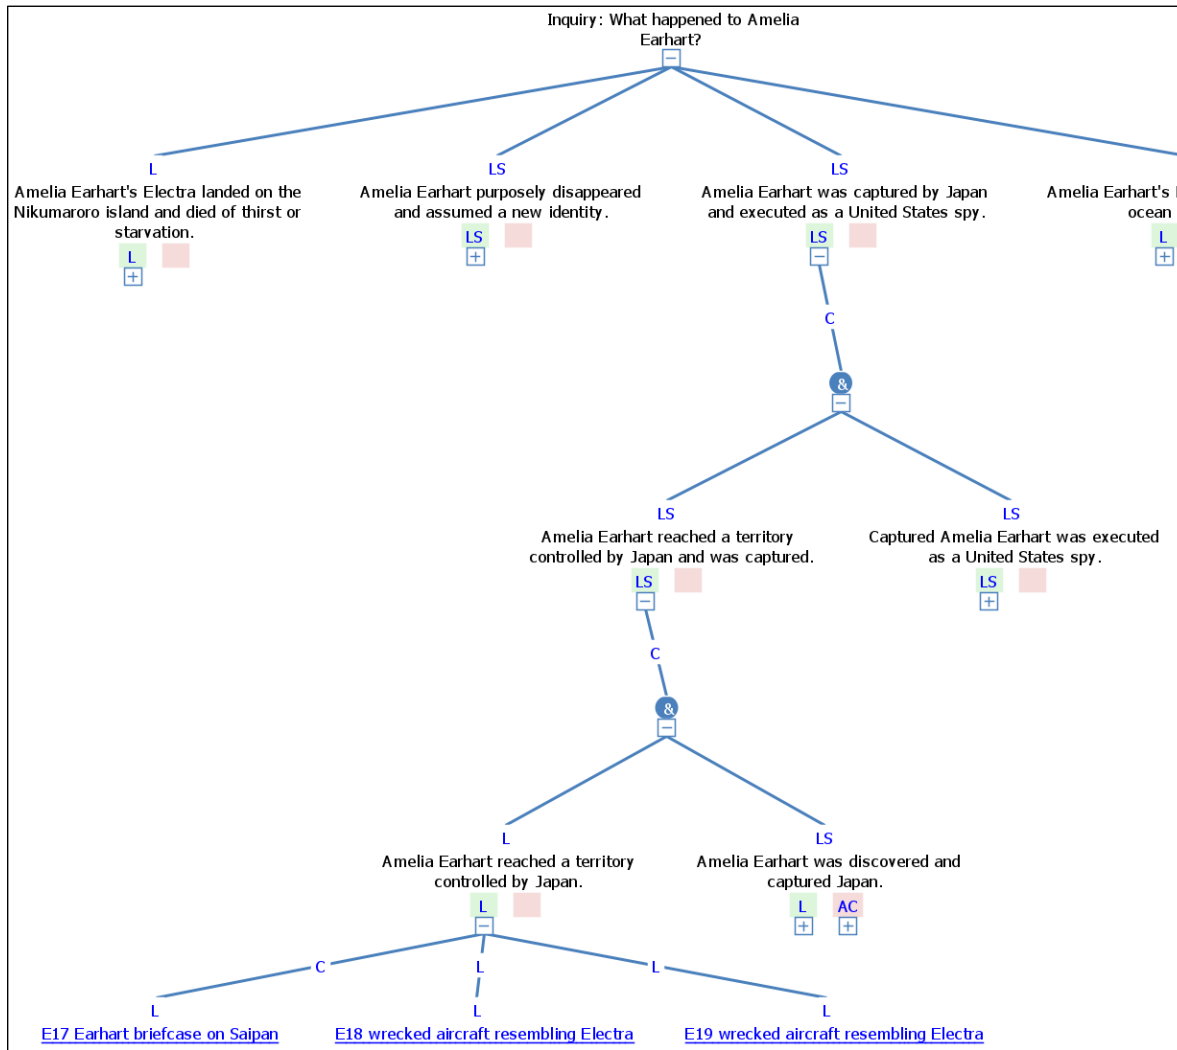 Inquiry: What happened to Amelia
Earhart?
L
LS
LS
Amelia Earhart's Electra landed on the
Nikumaroro island and died of thirst or
starvation.
L
Amelia Earhart purposely disappeared
and assumed a new identity.
LS
Amelia Earhart was captured by Japan
and executed as a United States spy.
LS
Amelia Earhart's
ocean
L
C
&
LS
LS
Amelia Earhart reached a territory
controlled by Japan and was captured.
LS
Captured Amelia Earhart was executed
as a United States spy.
LS
C
&
L
LS
Amelia Earhart reached a territory
controlled by Japan.
L
Amelia Earhart was discovered and
captured Japan.
L AC
C
L
L
L
L
L
E17 Earhart briefcase on Saipan
E18 wrecked aircraft resembling Electra
E19 wrecked aircraft resembling Electra